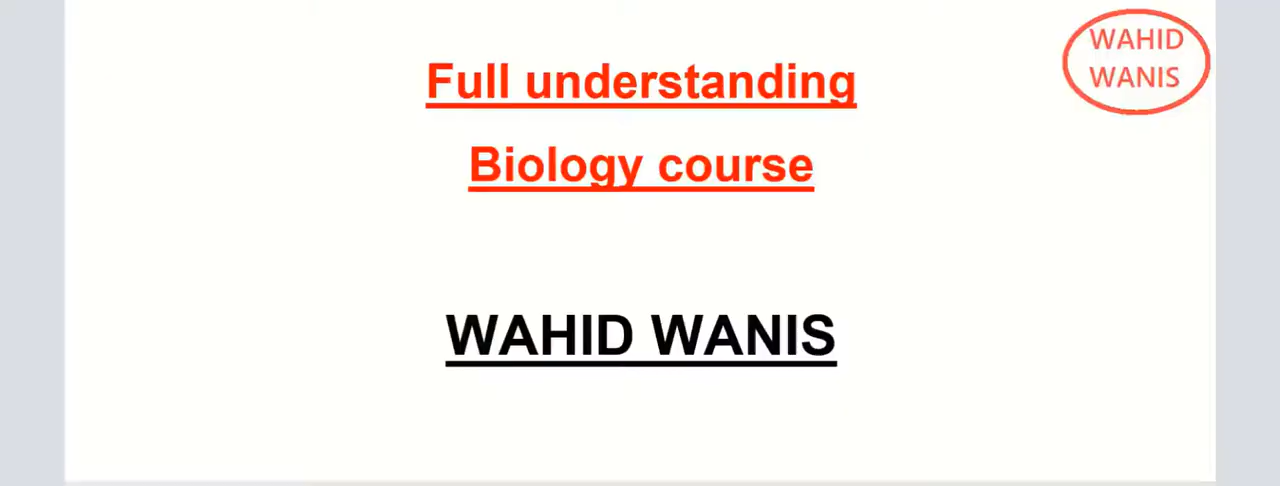 WAHID
WANIS
Full understanding
Biology course
WAHID WANIS